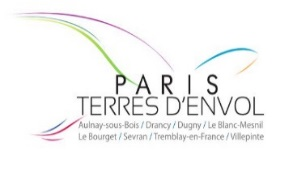 PARIS
TERRES D'ENVOL
Aulnay-sous-Bois / Drancy / Dugny / Le Blanc-Mesnil
Le Bourget / Sevran / Tremblay-en-France / Villepinte